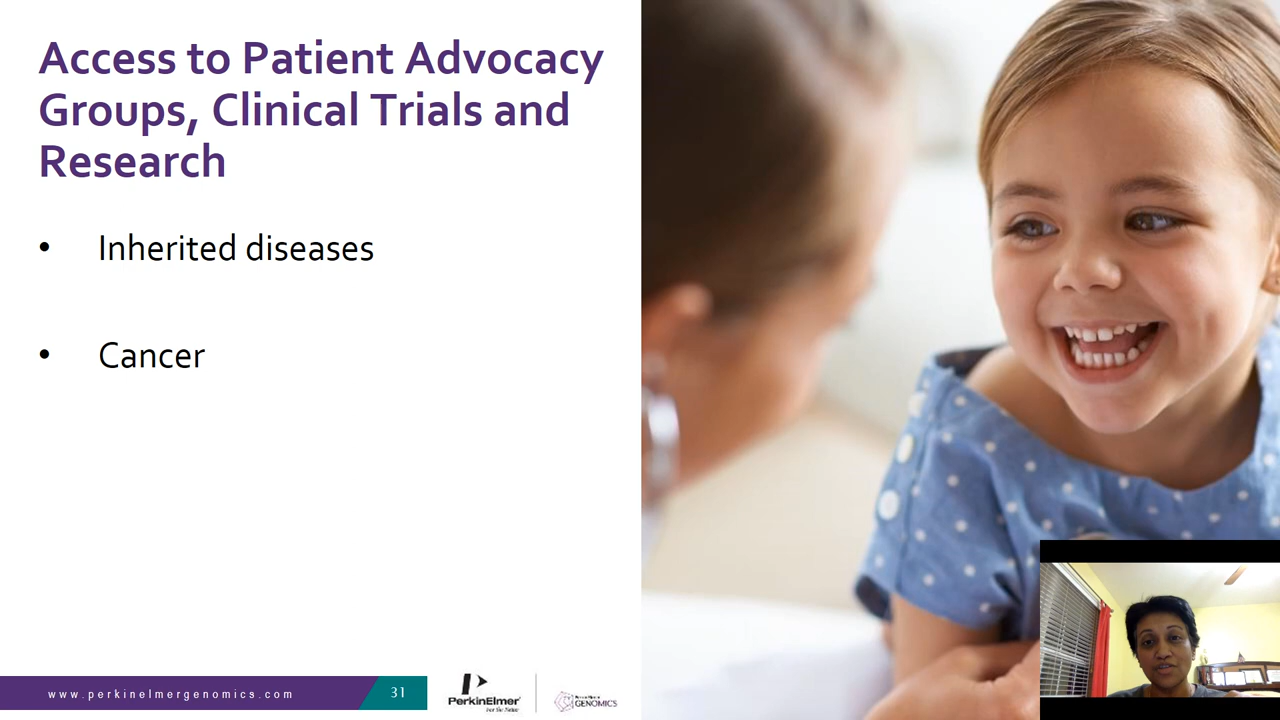 Access to Patient Advocacy
Groups, Clinical Trials and
Research
• Inherited diseases
• Cancer
www.perkinelmergenomics.com
31
PerkinElmer
For the Better
GENOMICS